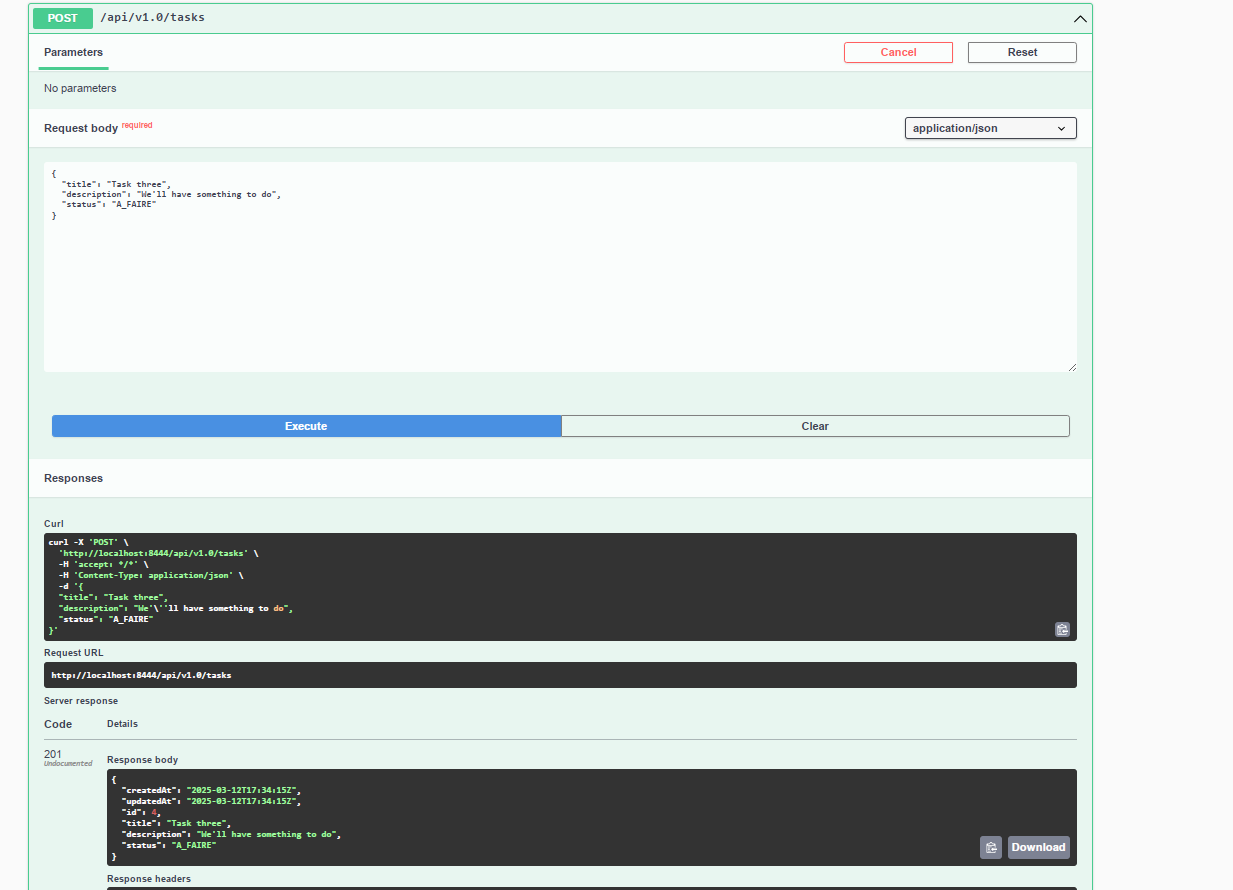 POST /api/v1.0/tasks
Parameters
Cancel
Reset
No parameters
Request body required
application/json
{
  "title": "Task three",
  "description": "We'll have something to do",
  "status": "A_FAIRE"
}
Execute
Clear
Responses
Curl
curl -X 'POST' \
  'http://localhost:8444/api/v1.0/tasks' \
  -H 'accept: */*' \
  -H 'Content-Type: application/json' \
  -d '{
  "title": "Task three",
  "description": "We'\''ll have something to do",
  "status": "A_FAIRE"
}'
Request URL
http://localhost:8444/api/v1.0/tasks
Server response
Code Details
201
Undocumented
Response body
{
  "createdAt": "2025-03-12T17:34:15Z",
  "updatedAt": "2025-03-12T17:34:15Z",
  "id": 4,
  "title": "Task three",
  "description": "We'll have something to do",
  "status": "A_FAIRE"
}
Download
Response headers